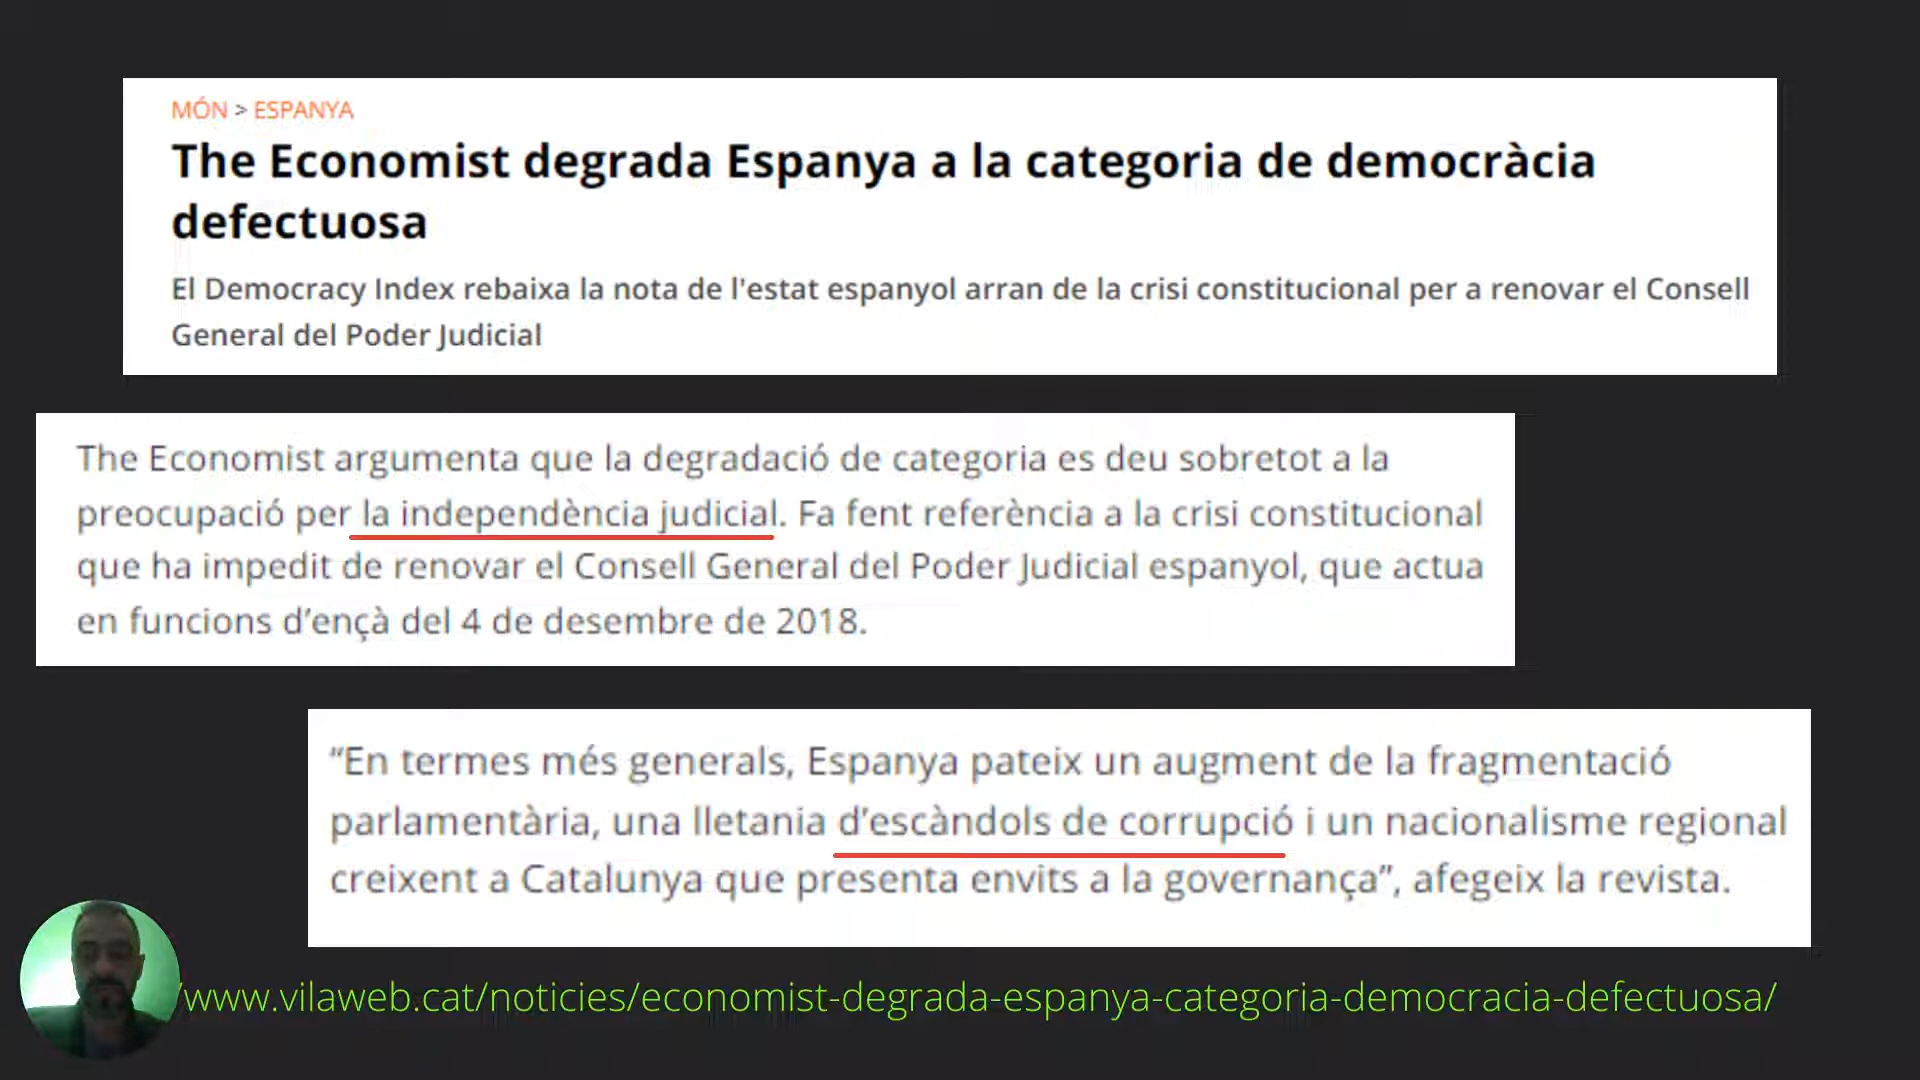 MÓN > ESPANYA
The Economist degrada Espanya a la categoria de democràcia
defectuosa
El Democracy Index rebaixa la nota de l'estat espanyol arran de la crisi constitucional per a renovar el Consell
General del Poder Judicial
The Economist argumenta que la degradació de categoria es deu sobretot a la
preocupació per la independència judicial. Fa fent referència a la crisi constitucional
que ha impedit de renovar el Consell General del Poder Judicial espanyol, que actua
en funcions d’ençà del 4 de desembre de 2018.
“En termes més generals, Espanya pateix un augment de la fragmentació
parlamentària, una lletania d’escàndols de corrupció i un nacionalisme regional
creixent a Catalunya que presenta envits a la governança”, afegeix la revista.
/www.vilaweb.cat/noticies/economist-degrada-espanya-categoria-democracia-defectuosa/